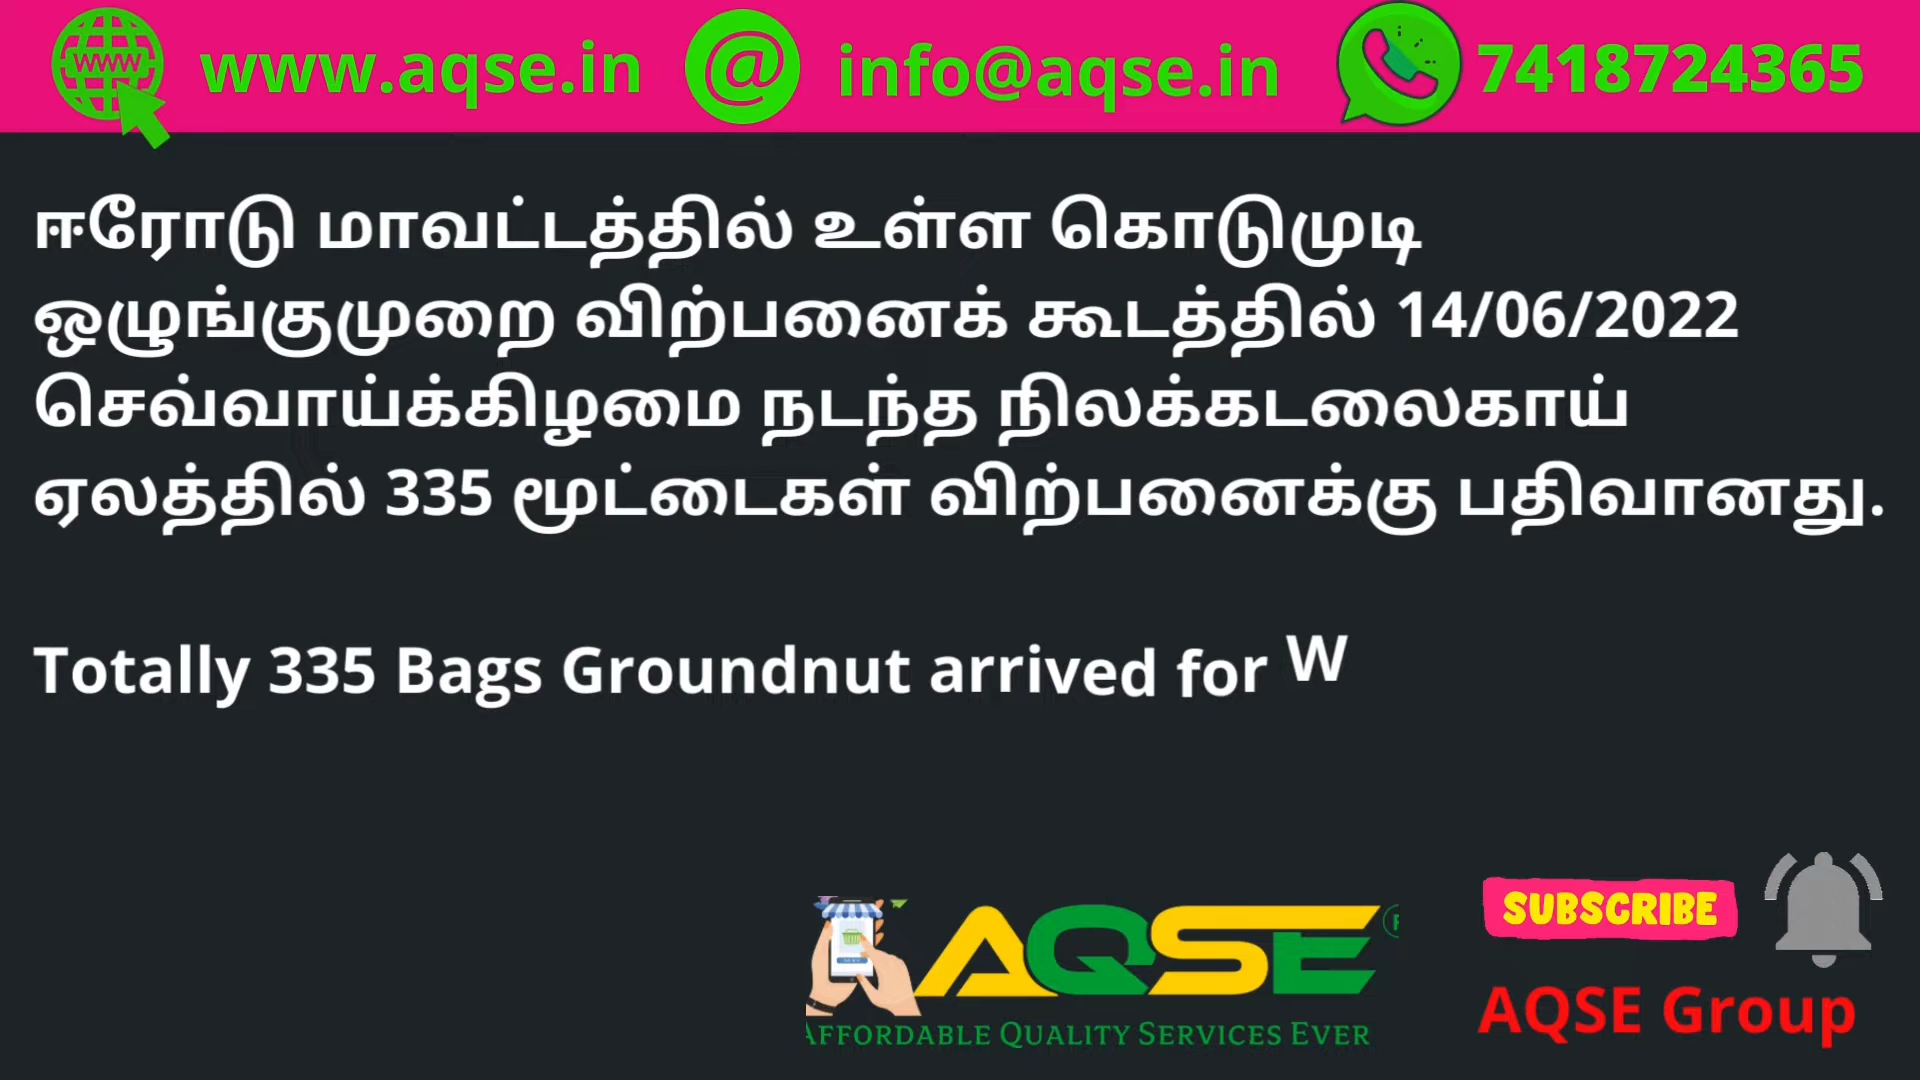 www.aqse.in
info@aqse.in
7418724365
ஈரோடு மாவட்டத்தில் உள்ள கொடுமுடி
ஒழுங்குமுறை விற்பனைக் கூடத்தில் 14/06/2022
செவ்வாய்க்கிழமை நடந்த நிலக்கடலைகாய்
ஏலத்தில் 335 மூட்டைகள் விற்பனைக்கு பதிவானது.
Totally 335 Bags Groundnut arrived for W
SUBSCRIBE
AQSE
AFFORDABLE QUALITY SERVICES EVER
AQSE Group